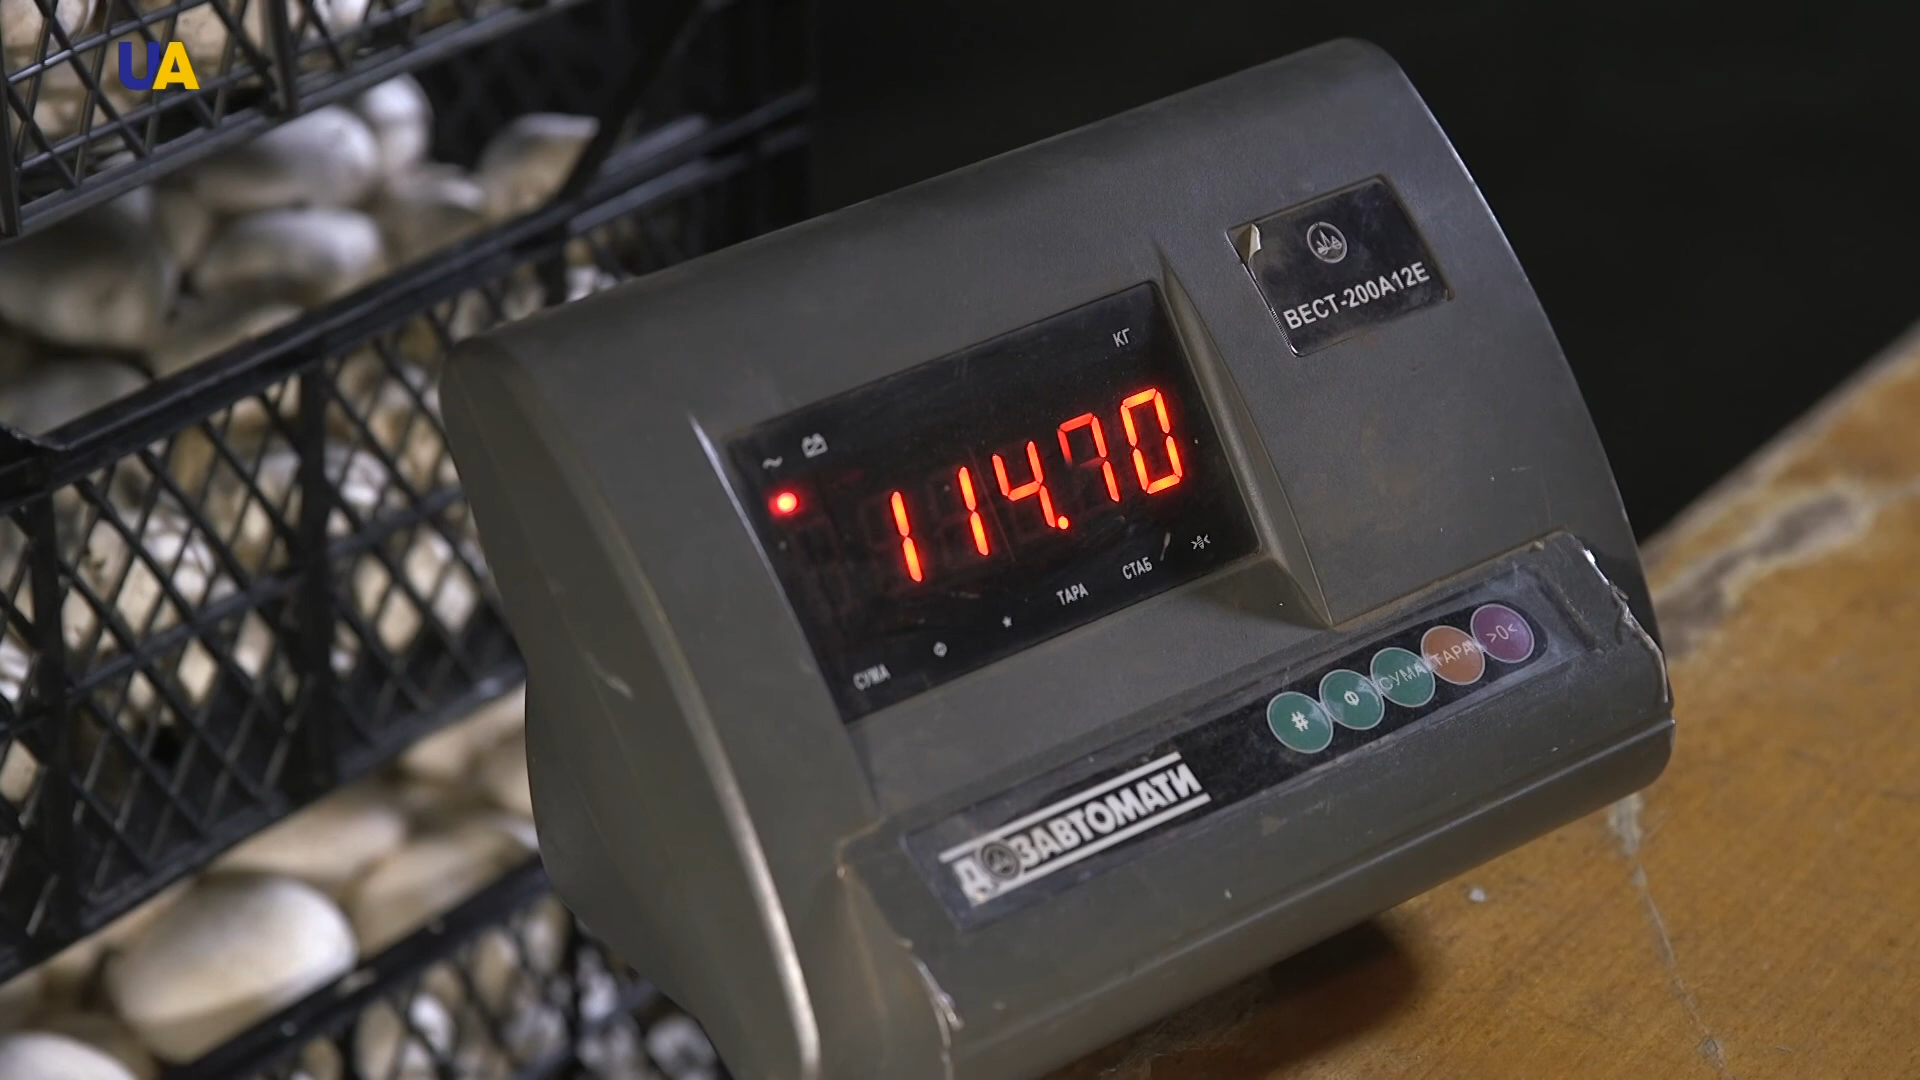 UA
ВЕСТ-200А12Е
КГ
114.70
СУМА
ТАРА
СТАБ
# Ф СУМА ТАРА >0<
ДОЗАВТОМАТИ